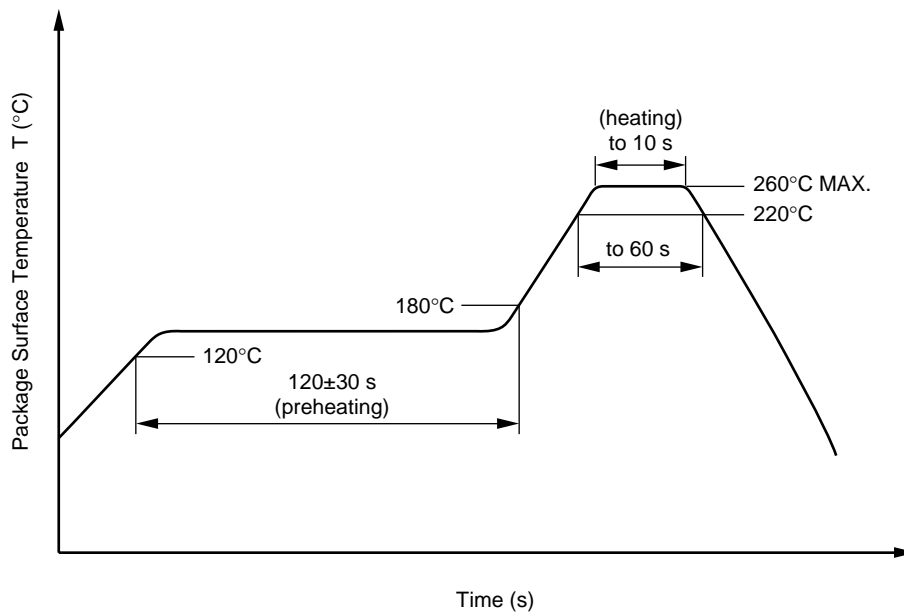 Package Surface Temperature T (°C)
(heating)
to 10 s
260°C MAX.
220°C
to 60 s
180°C
120°C
120±30 s
(preheating)
Time (s)